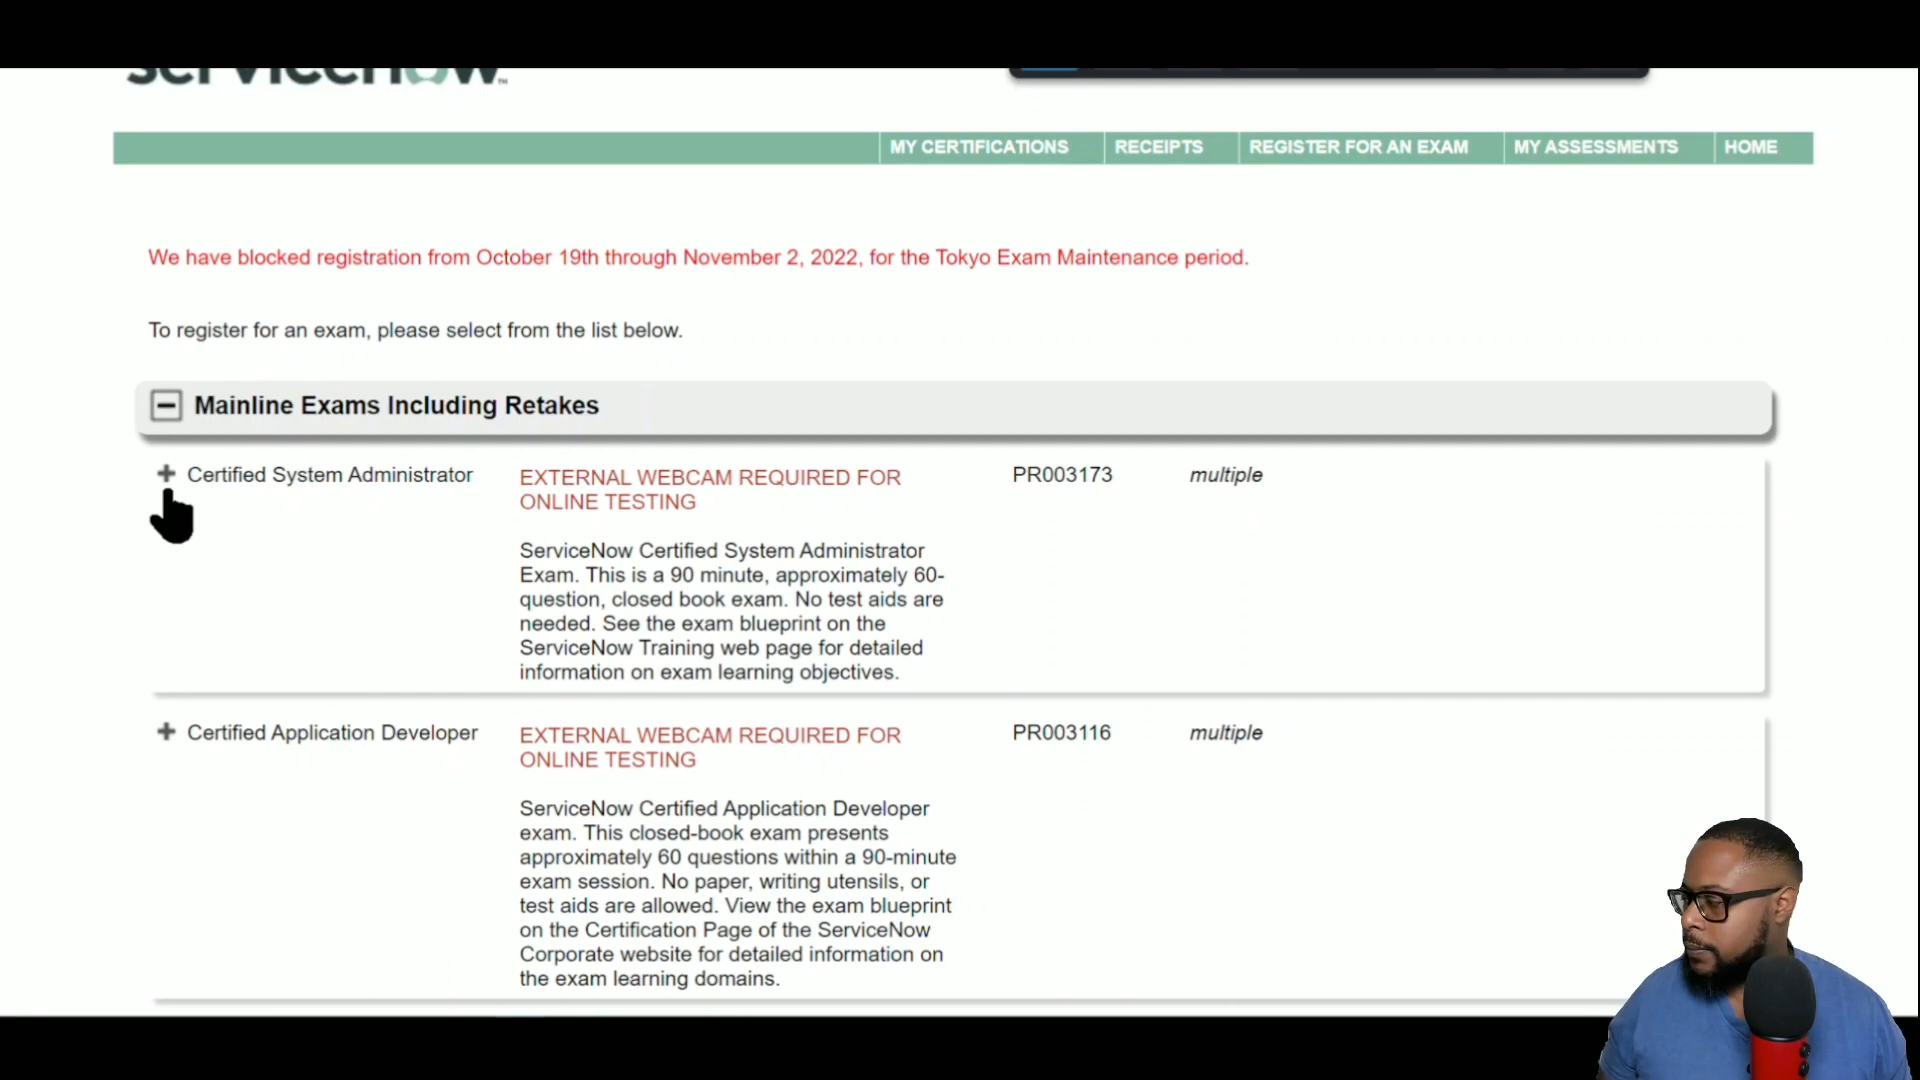 servicenow™
MY CERTIFICATIONS
RECEIPTS
REGISTER FOR AN EXAM
MY ASSESSMENTS
HOME
We have blocked registration from October 19th through November 2, 2022, for the Tokyo Exam Maintenance period.
To register for an exam, please select from the list below.
Mainline Exams Including Retakes
Certified System Administrator
EXTERNAL WEBCAM REQUIRED FOR
ONLINE TESTING
PR003173
multiple
ServiceNow Certified System Administrator
Exam. This is a 90 minute, approximately 60-
question, closed book exam. No test aids are
needed. See the exam blueprint on the
ServiceNow Training web page for detailed
information on exam learning objectives.
Certified Application Developer
EXTERNAL WEBCAM REQUIRED FOR
ONLINE TESTING
PR003116
multiple
ServiceNow Certified Application Developer
exam. This closed-book exam presents
approximately 60 questions within a 90-minute
exam session. No paper, writing utensils, or
test aids are allowed. View the exam blueprint
on the Certification Page of the ServiceNow
Corporate website for detailed information on
the exam learning domains.